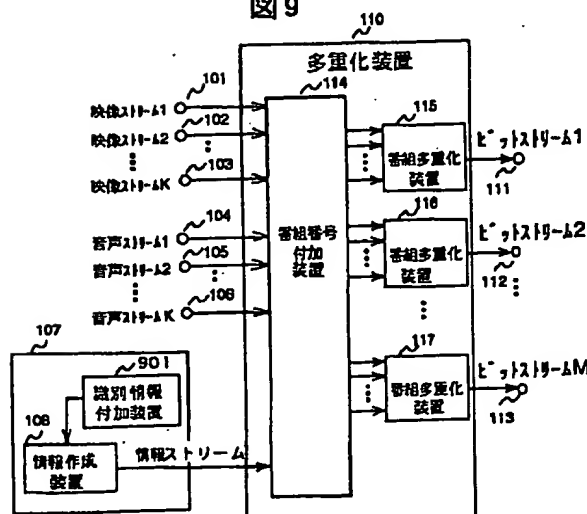 図9
110
多重化装置
101
映像ストリーム1
102
映像ストリーム2
103
映像ストリームK
104
音声ストリーム1
105
音声ストリーム2
106
音声ストリームK
114
番組番号
付加
装置
115
番組多重化
装置
ビットストリーム1
111
116
番組多重化
装置
ビットストリーム2
112
117
番組多重化
装置
ビットストリームM
113
107
901
識別情報
付加装置
108
情報作成
装置
情報ストリーム